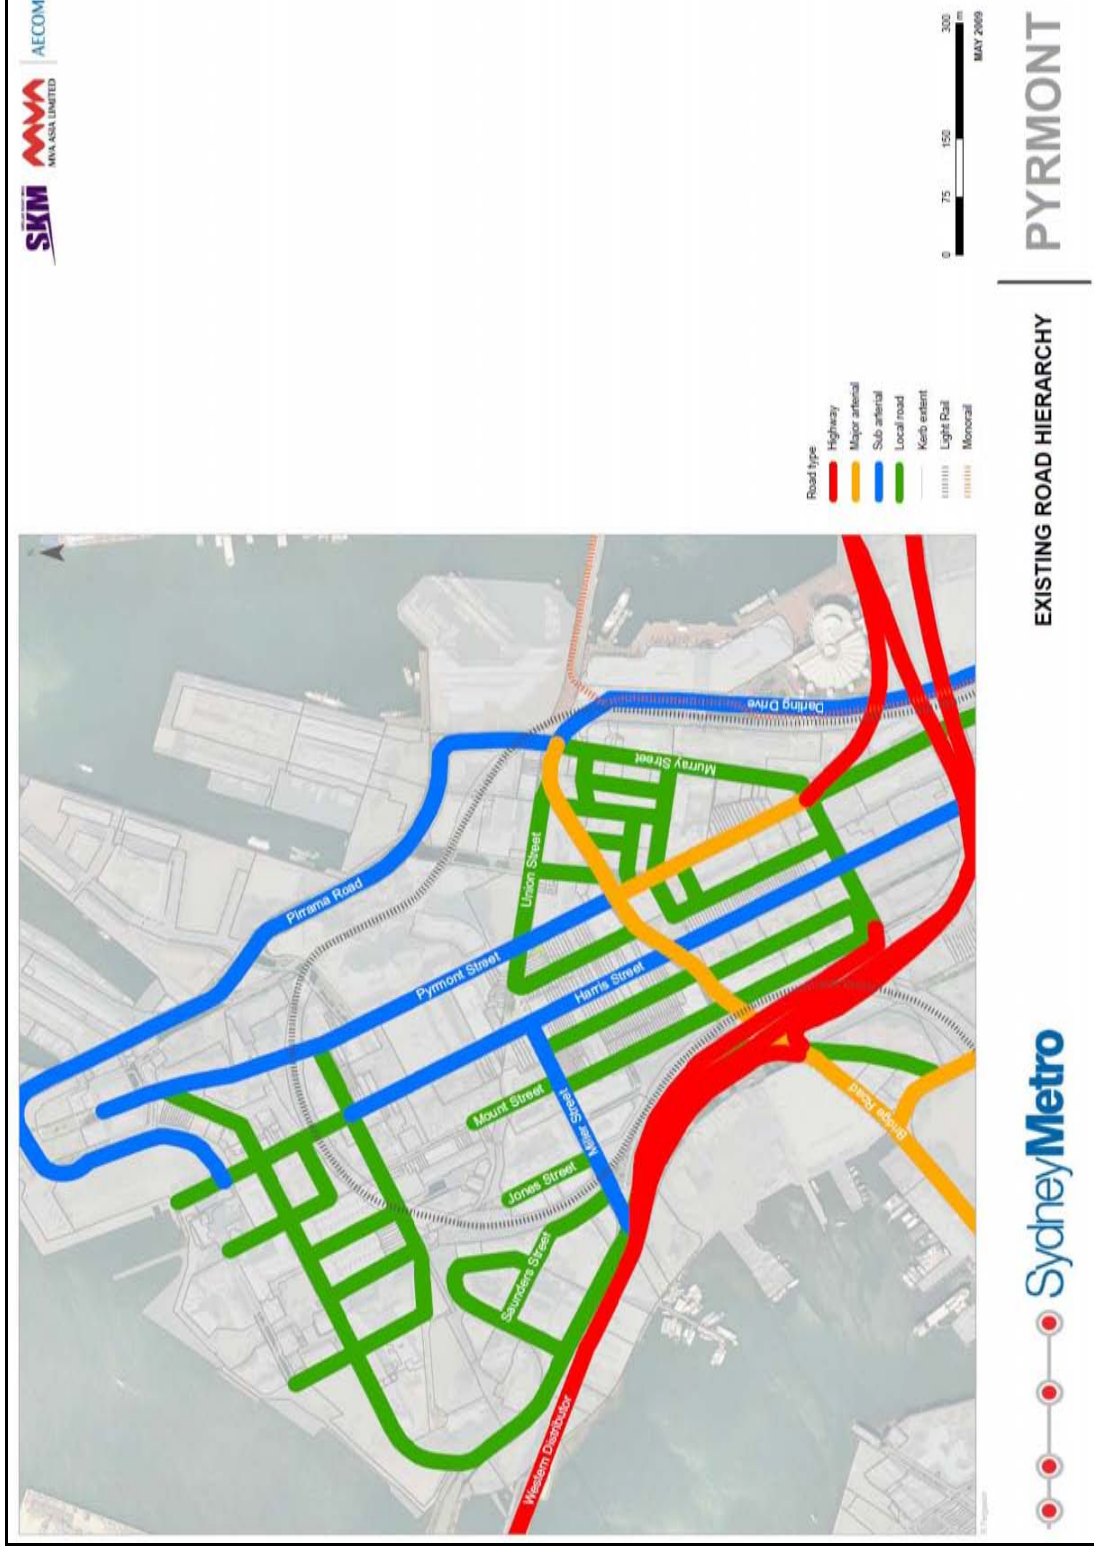 SKM
MVA
MVA ASIA LIMITED
AECOM
Pirrama Road
Pyrmont Street
Union Street
Harris Street
Murray Street
Darling Drive
Mount Street
Miller Street
Jones Street
Saunders Street
Bridge Road
Western Distributor
Road type
Highway
Major arterial
Sub arterial
Local road
Kerb extent
Light Rail
Monorail
0 75 150 300
m
MAY 2009
SydneyMetro
EXISTING ROAD HIERARCHY
PYRMONT